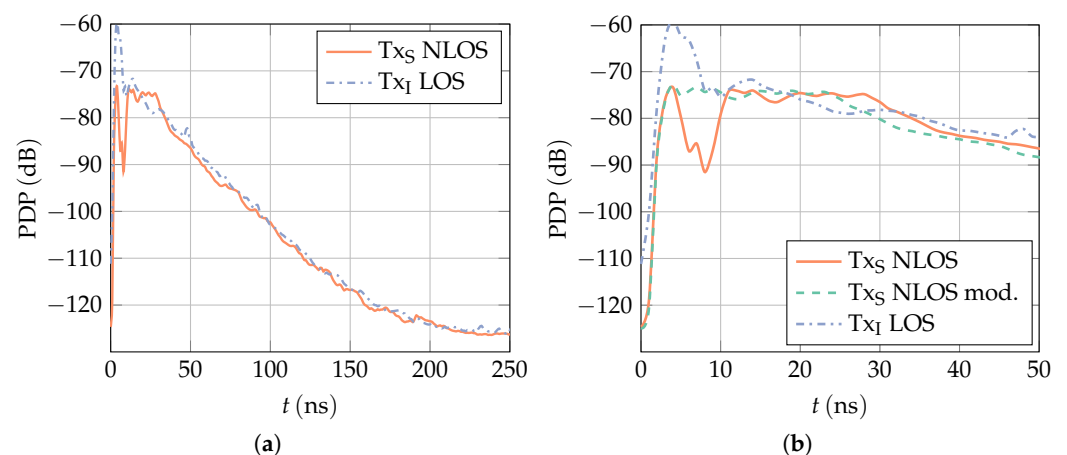 −60
−70
−80
−90
−100
−110
−120
0
50
100
150
200
250
PDP (dB)
t (ns)
Tx_S NLOS
Tx_I LOS
(a)
−60
−70
−80
−90
−100
−110
−120
0
10
20
30
40
50
PDP (dB)
t (ns)
Tx_S NLOS
Tx_S NLOS mod.
Tx_I LOS
(b)